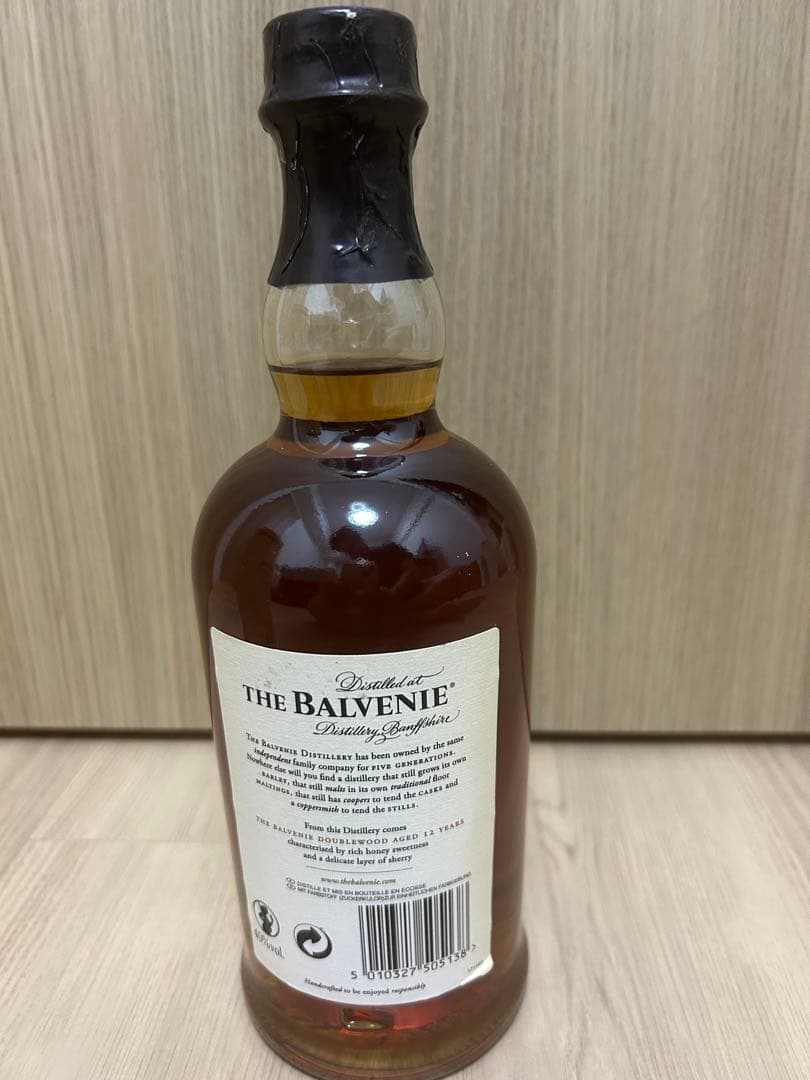 Distilled at
THE BALVENIE®
Distillery, Banffshire
THE BALVENIE DISTILLERY has been owned by the same
independent family company for FIVE GENERATIONS.
Nowhere else will you find a distillery that still grows its own
BARLEY, that still malts in its own traditional floor
MALTINGS, that still has coopers to tend the CASKS and
a coppersmith to tend the STILLS.
From this Distillery comes
THE BALVENIE DOUBLEWOOD AGED 12 YEARS
characterised by rich honey sweetness
and a delicate layer of sherry
www.thebalvenie.com
DISTILLE ET MIS EN BOUTEILLE EN ECOSSE
MIT FARBSTOFF (ZUCKERKULOR)ZUR EINHEITLICHEN FARBGEBUNG
40%vol.
5 010327 505138 >
Handcrafted to be enjoyed responsibly